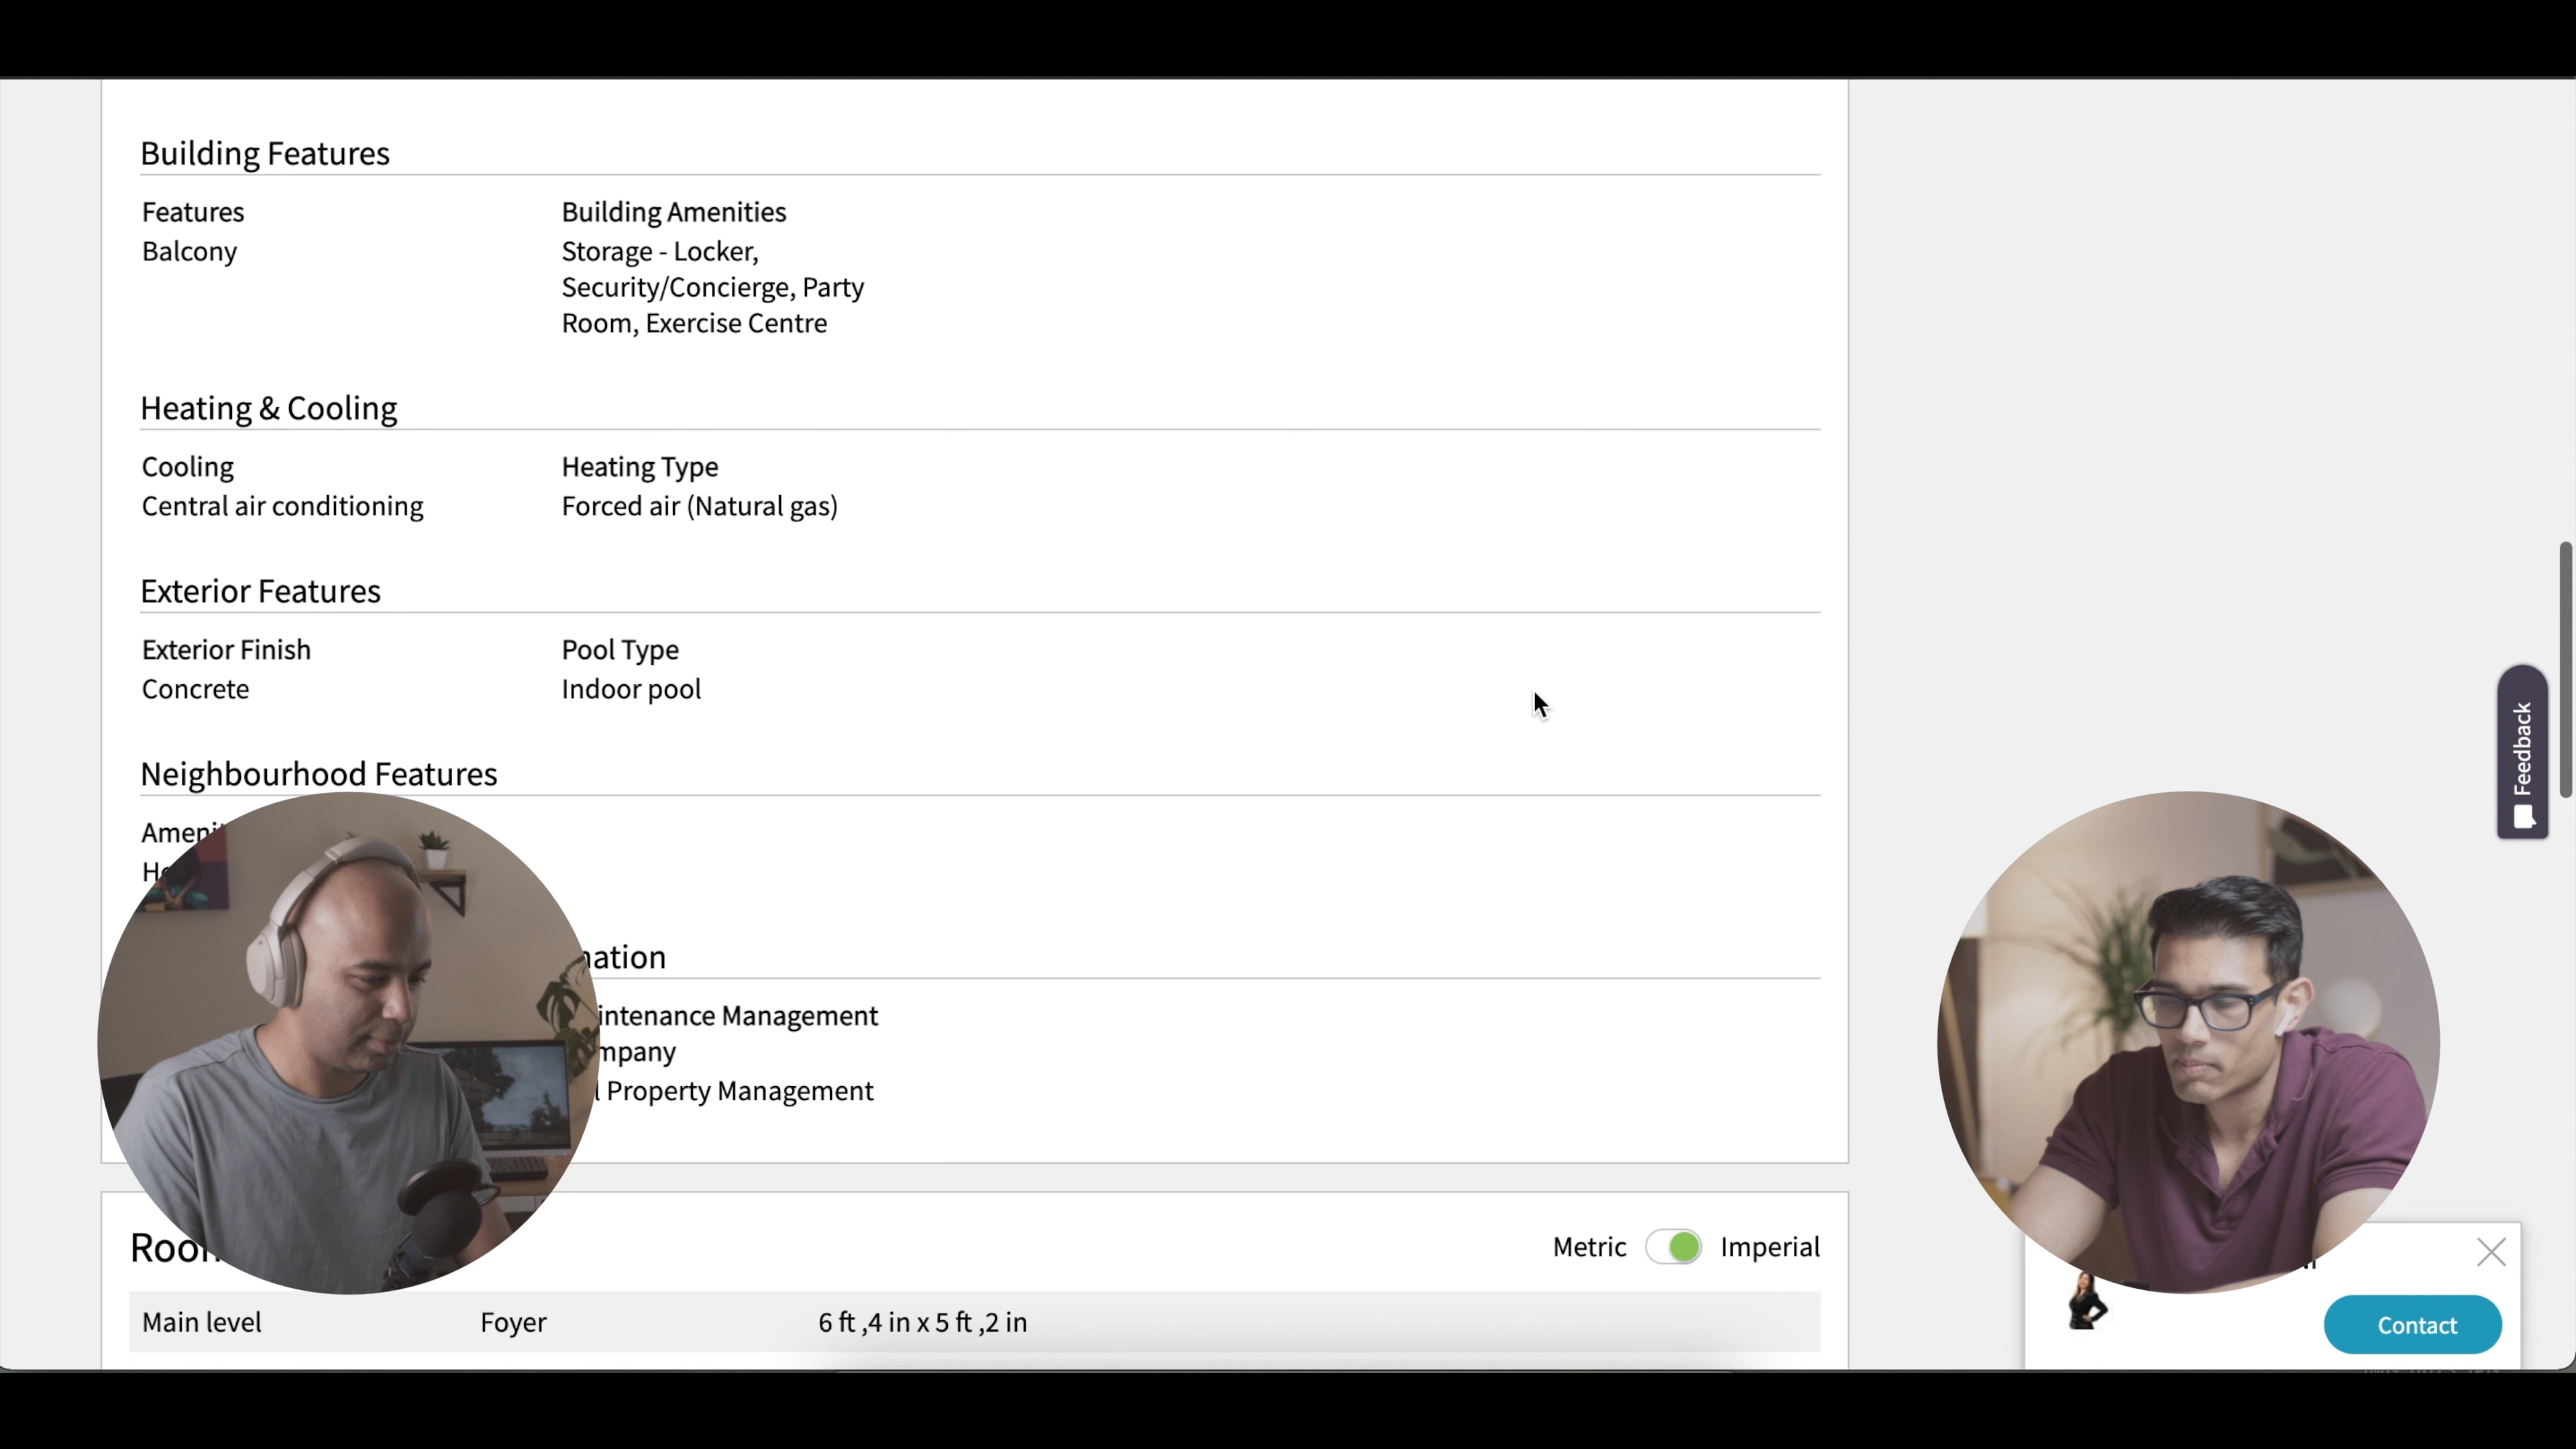 Building Features
Features
Building Amenities
Balcony
Storage - Locker,
Security/Concierge, Party
Room, Exercise Centre
Heating & Cooling
Cooling
Heating Type
Central air conditioning
Forced air (Natural gas)
Exterior Features
Exterior Finish
Pool Type
Concrete
Indoor pool
Neighbourhood Features
Management
Property Management
Metric
Imperial
Main level
Foyer
6 ft ,4 in x 5 ft ,2 in
Feedback
Contact